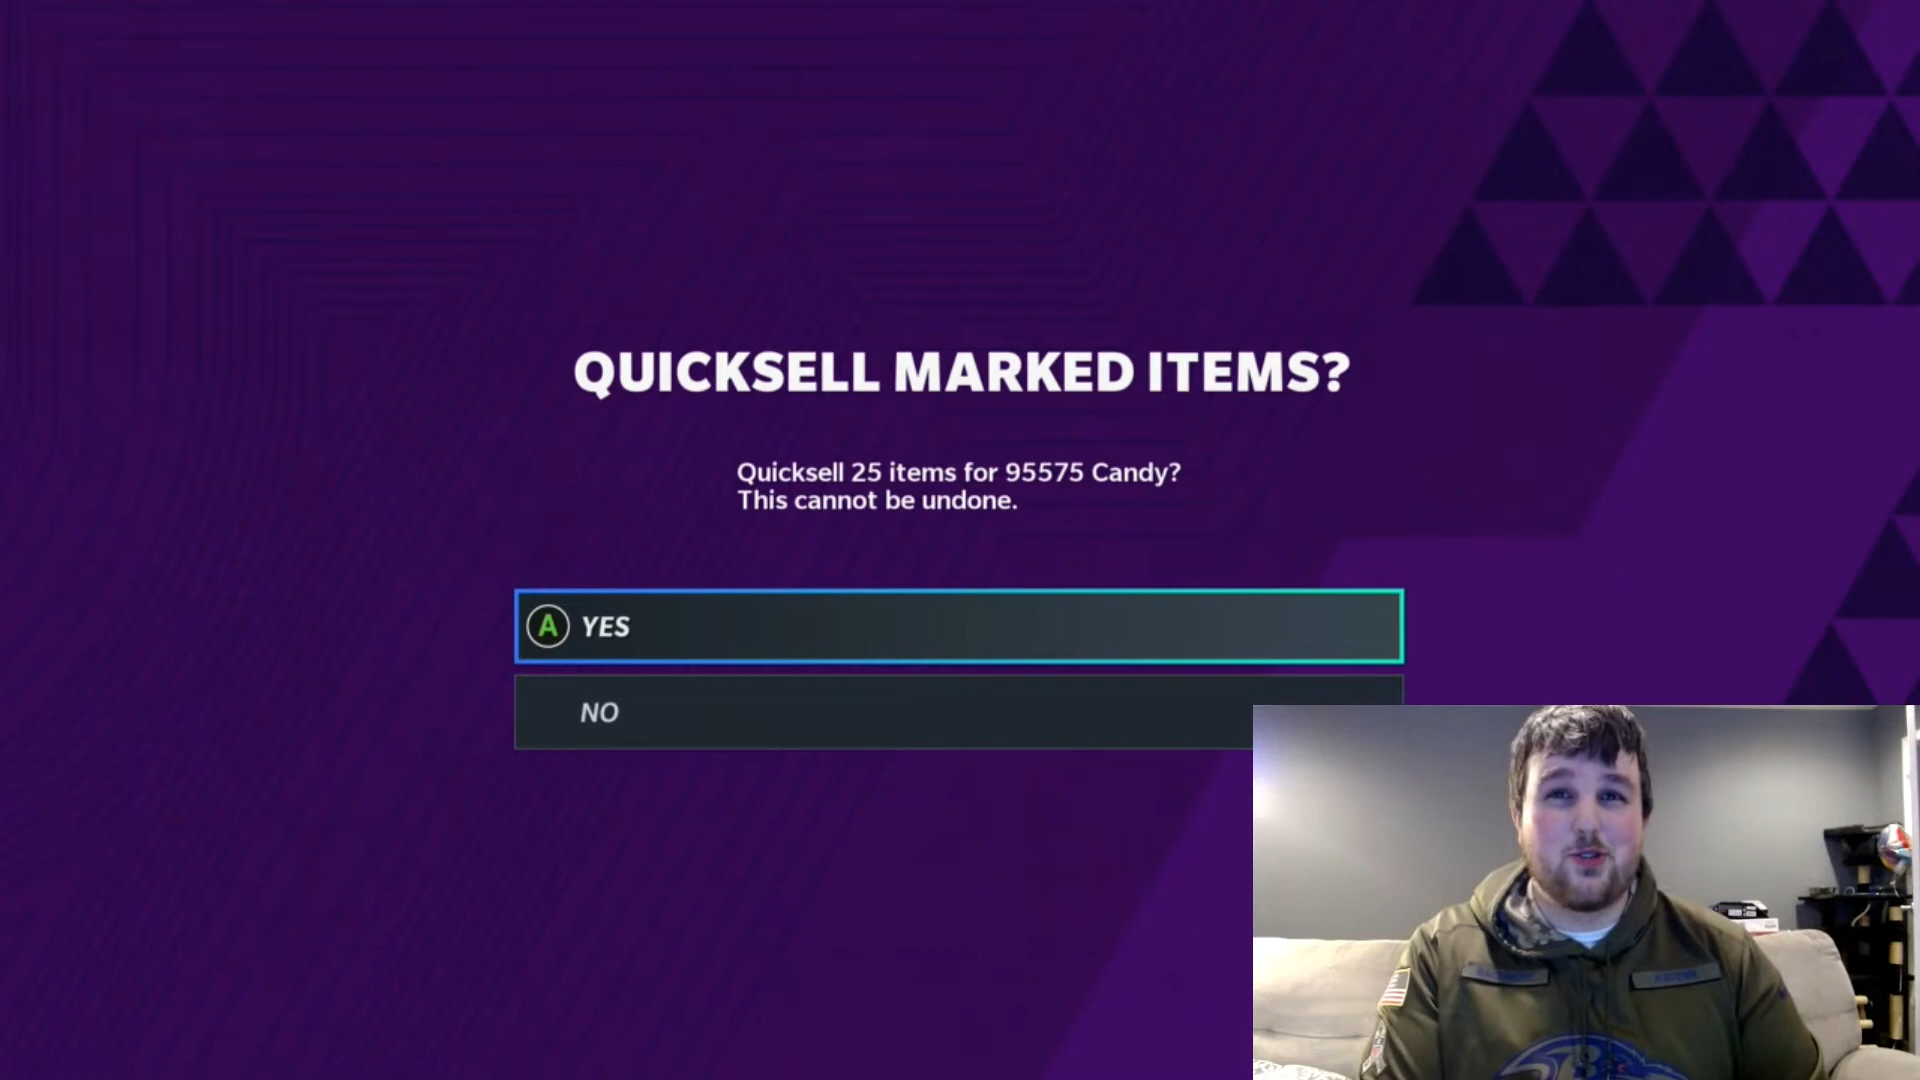 QUICKSELL MARKED ITEMS?
Quicksell 25 items for 95575 Candy?
This cannot be undone.
A YES
NO